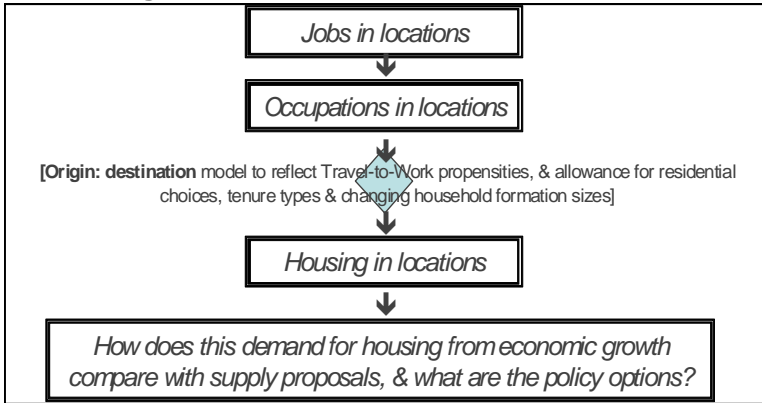 Jobs in locations
Occupations in locations
[Origin: destination model to reflect Travel-to-Work propensities, & allowance for residential
choices, tenure types & changing household formation sizes]
Housing in locations
How does this demand for housing from economic growth
compare with supply proposals, & what are the policy options?